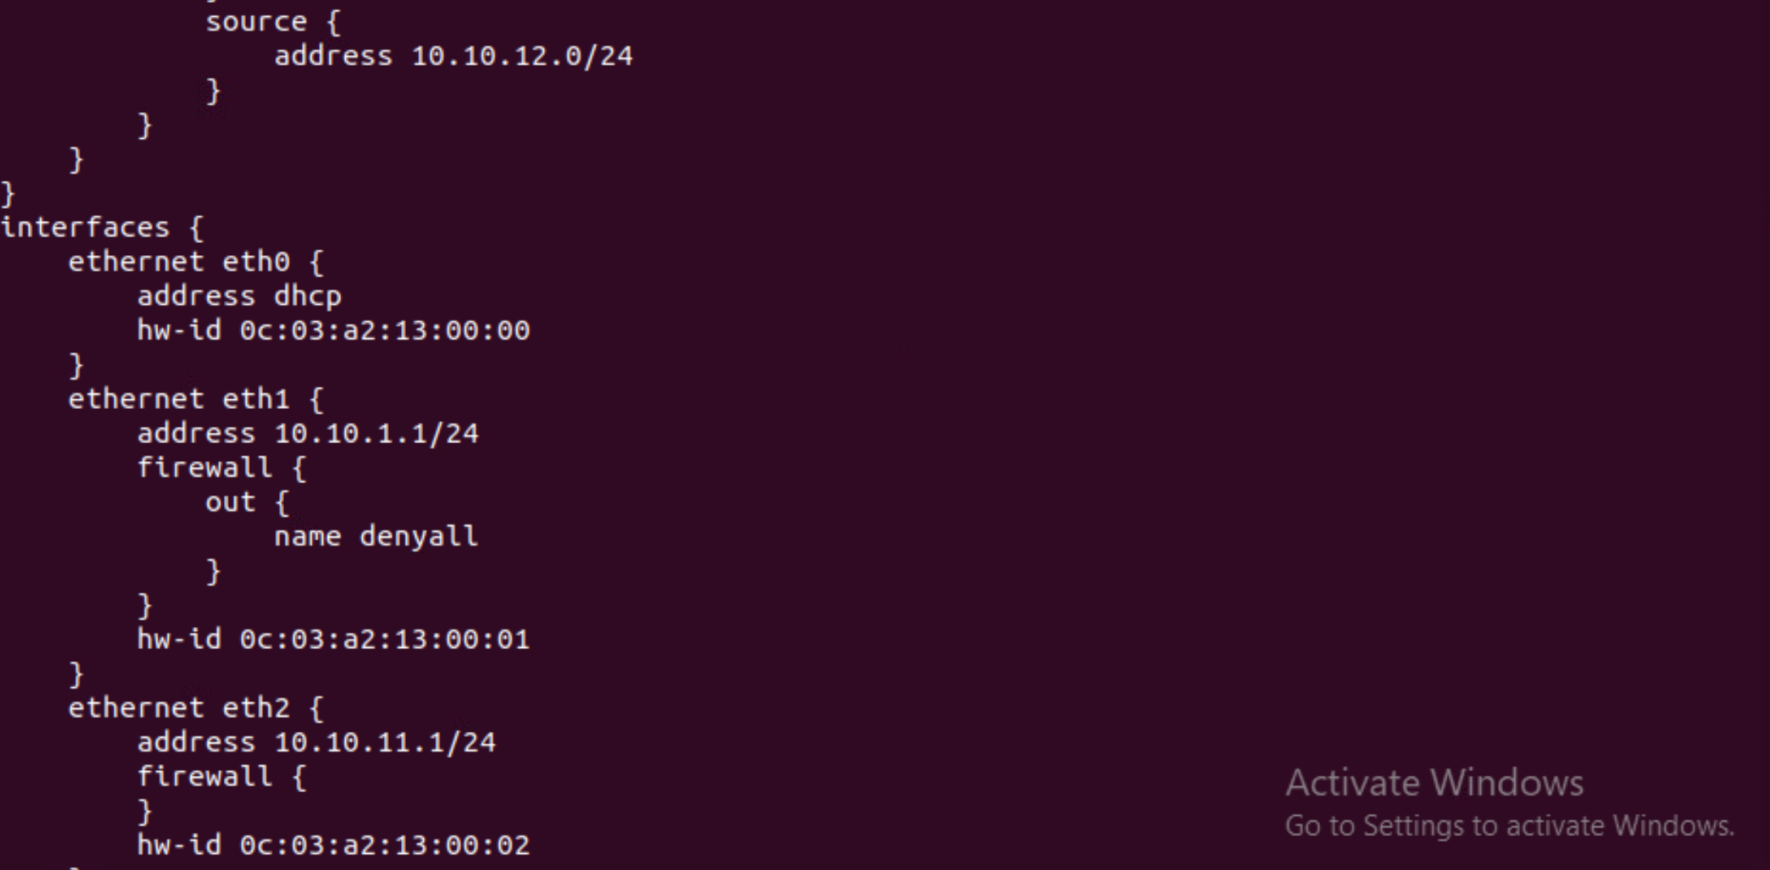 source {
address 10.10.12.0/24
}
}
}
}
interfaces {
ethernet eth0 {
address dhcp
hw-id 0c:03:a2:13:00:00
}
ethernet eth1 {
address 10.10.1.1/24
firewall {
out {
name denyall
}
}
hw-id 0c:03:a2:13:00:01
}
ethernet eth2 {
address 10.10.11.1/24
firewall {
}
hw-id 0c:03:a2:13:00:02
Activate Windows
Go to Settings to activate Windows.